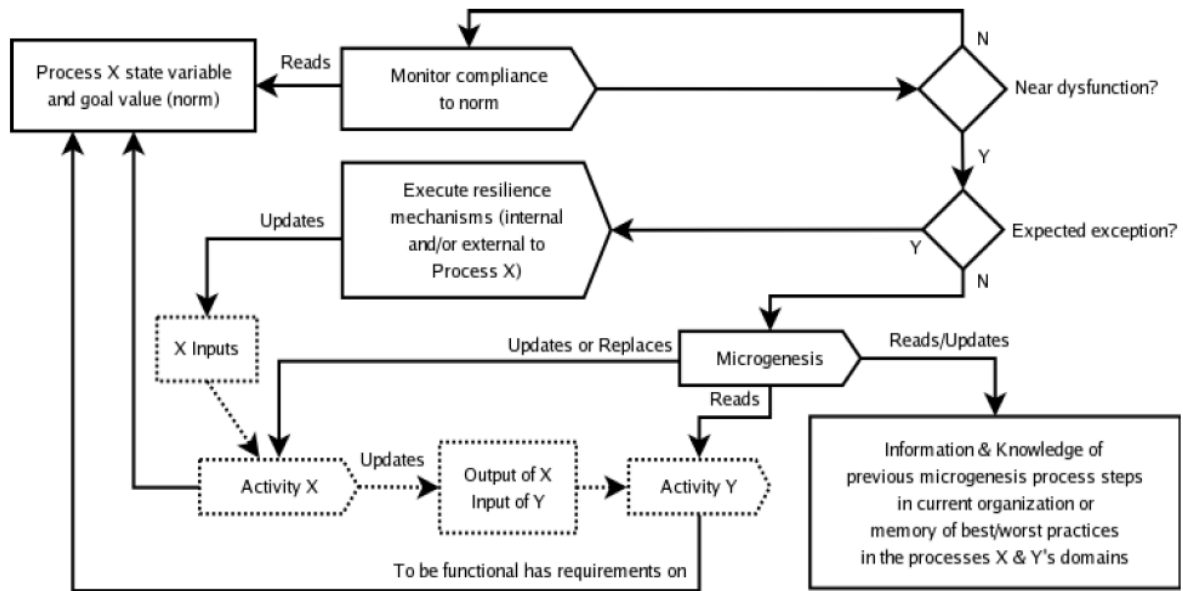 N
Reads
Process X state variable
and goal value (norm)
Monitor compliance
to norm
Near dysfunction?
Y
Execute resilience
mechanisms (internal
and/or external to
Process X)
Updates
Expected exception?
Y
N
X Inputs
Updates or Replaces
Microgenesis
Reads/Updates
Reads
Information & Knowledge of
previous microgenesis process steps
in current organization or
memory of best/worst practices
in the processes X & Y's domains
Activity X
Updates
Output of X
Input of Y
Activity Y
To be functional has requirements on